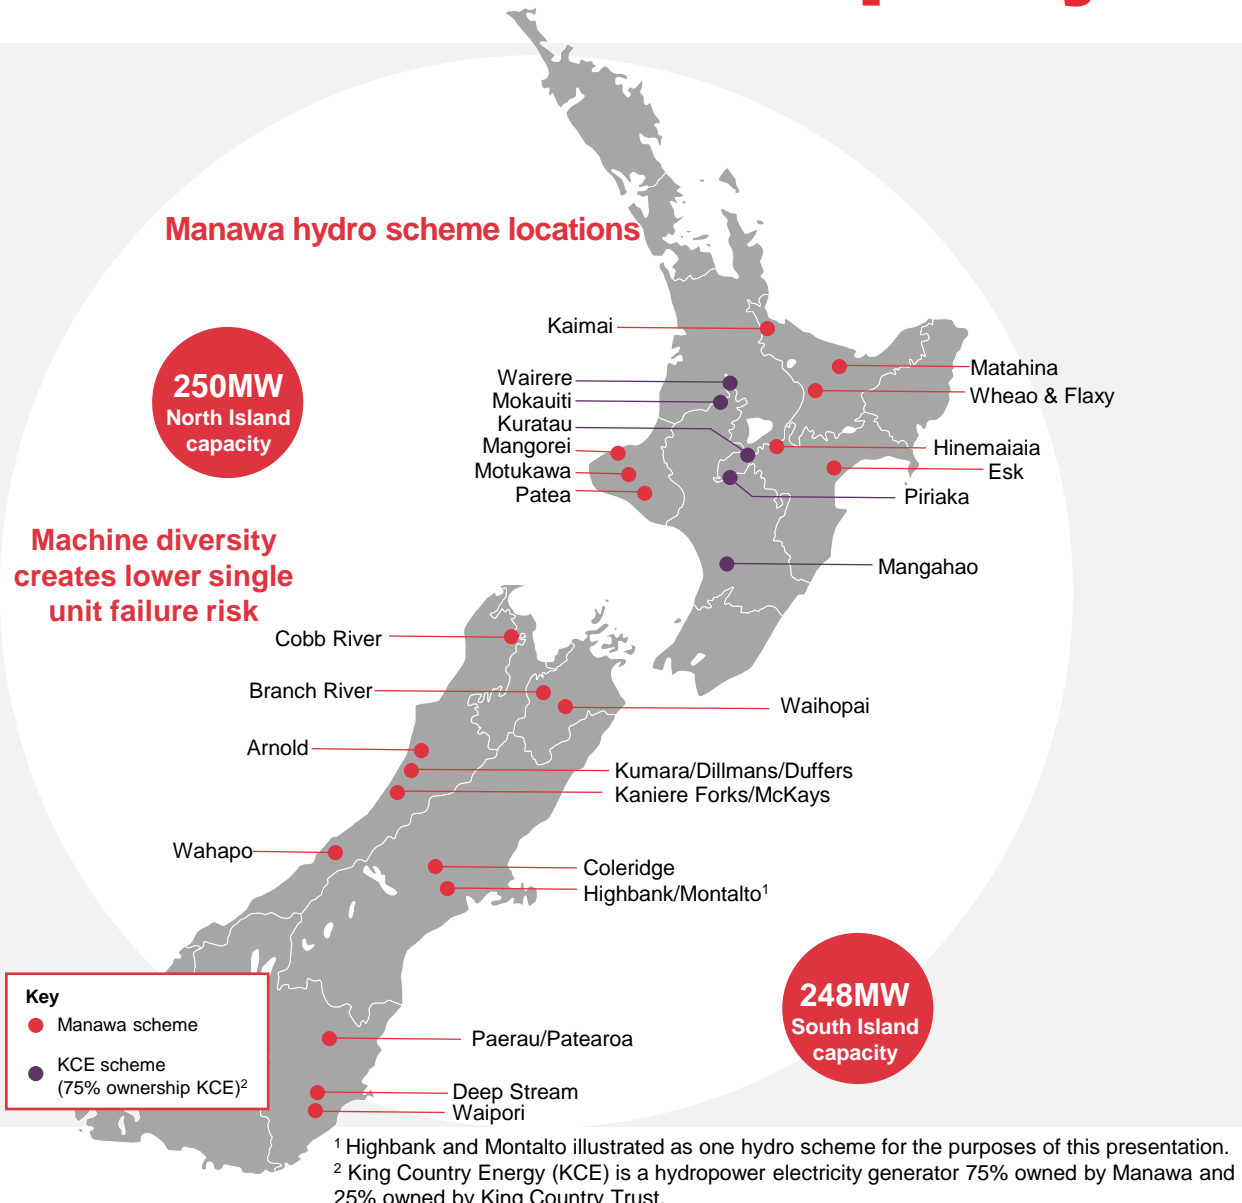 Manawa hydro scheme locations
250MW
North Island
capacity
Machine diversity
creates lower single
unit failure risk
Kaimai
Wairere
Mokauiti
Kuratau
Mangorei
Motukawa
Patea
Matahina
Wheao & Flaxy
Hinemaiaia
Esk
Piriaka
Mangahao
Cobb River
Branch River
Waihopai
Arnold
Kumara/Dillmans/Duffers
Kaniere Forks/McKays
Wahapo
Coleridge
Highbank/Montalto¹
248MW
South Island
capacity
Key
Manawa scheme
KCE scheme
(75% ownership KCE)²
Paerau/Patearoa
Deep Stream
Waipori
¹ Highbank and Montalto illustrated as one hydro scheme for the purposes of this presentation.
² King Country Energy (KCE) is a hydropower electricity generator 75% owned by Manawa and
25% owned by King Country Trust.